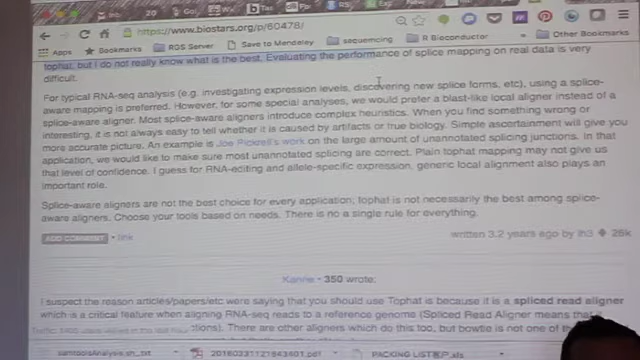 https://www.biostars.org/p/60478/
Apps Bookmarks RDS Server Save to Mendeley sequencing R Bioconductor Other Bookmarks
tophat, but I do not really know what is the best. Evaluating the performance of splice mapping on real data is very
difficult.
For typical RNA-seq analysis (e.g. investigating expression levels, discovering new splice forms, etc), using a splice-
aware mapping is preferred. However, for some special analyses, we would prefer a blast-like local aligner instead of a
splice-aware aligner. Most splice-aware aligners introduce complex heuristics. When you find something wrong or
interesting, it is not always easy to tell whether it is caused by artifacts or true biology. Simple ascertainment will give you
more accurate picture. An example is Joe Pickrell's work on the large amount of unannotated splicing junctions. In that
application, we would like to make sure most unannotated splicing are correct. Plain tophat mapping may not give us
that level of confidence. I guess for RNA-editing and allele-specific expression, generic local alignment also plays an
important role.
Splice-aware aligners are not the best choice for every application; tophat is not necessarily the best among splice-
aware aligners. Choose your tools based on needs. There is no single rule for everything.
ADD COMMENT • link
written 3.2 years ago by lh3 ♦ 28k
350 wrote:
I suspect the reason articles/papers/etc were saying that you should use Tophat is because it is a spliced read aligner
which is a critical feature when aligning RNA-seq reads to a reference genome (Spliced Read Aligner means that
tions). There are other aligners which do this too, but bowtie is not one of th
samtoolsAnalysis.sh_.txt
PACKING LIST
.xls